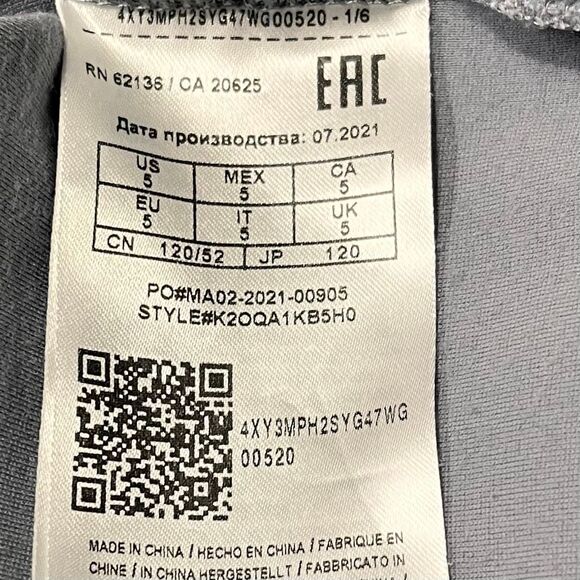 4XY3MPH2SYG47WG00520 - 1/6
RN 62136 / CA 20625
EAC
Дата производства: 07.2021
US MEX CA
5 5 5
EU IT UK
5 5 5
CN 120/52 JP 120
PO#MA02-2021-00905
STYLE#K2OQA1KB5H0
4XY3MPH2SYG47WG
00520
MADE IN CHINA / HECHO EN CHINA / FABRIQUE EN
CHINE / IN CHINA HERGESTELLT / FABBRICATO IN